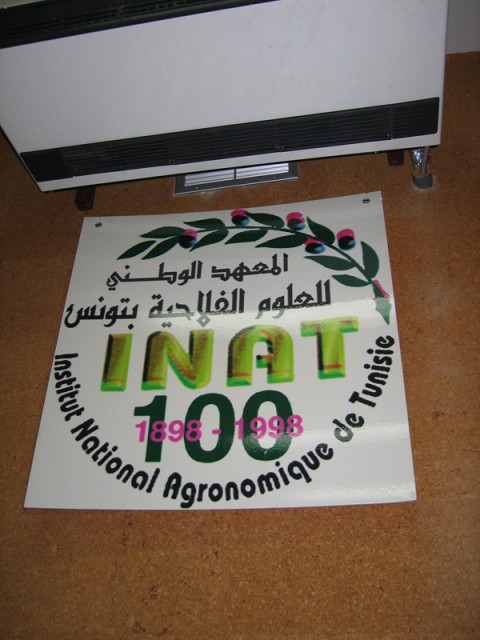 المعهد الوطني
للعلوم الفلاحية بتونس
INAT
100
1898 - 1998
Institut National Agronomique de Tunisie